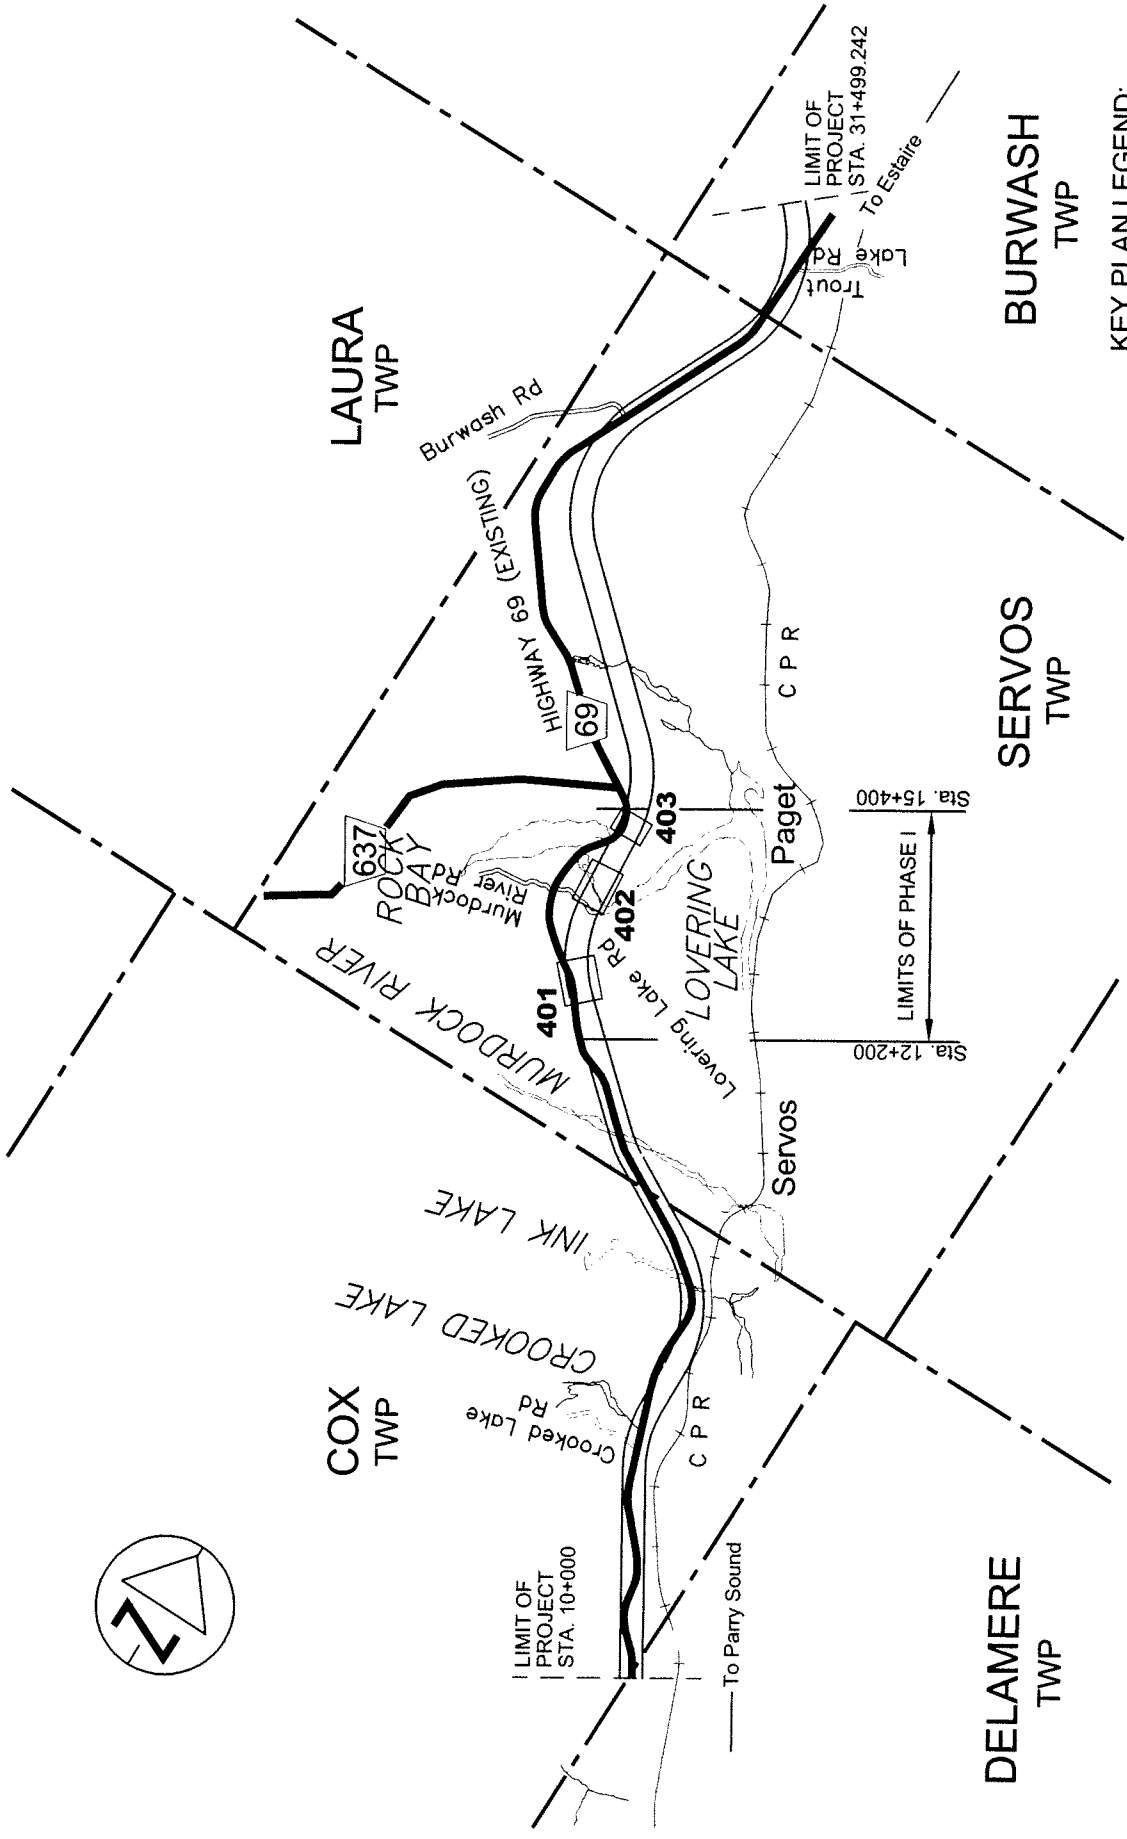 COX
TWP
LAURA
TWP
DELAMERE
TWP
SERVOS
TWP
BURWASH
TWP
KEY PLAN LEGEND:
LIMIT OF
PROJECT
STA. 10+000
To Parry Sound
C P R
Crooked Lake
Rd
CROOKED LAKE
INK LAKE
MURDOCK RIVER
Servos
401
402
403
Lovering Lake Rd
LOVERING
LAKE
Murdock
River Rd
ROCK
BAY
637
69
HIGHWAY 69 (EXISTING)
Burwash Rd
Paget
C P R
Sta. 12+200
LIMITS OF PHASE I
Sta. 15+400
Trout
Lake Rd
To Estaire
LIMIT OF
PROJECT
STA. 31+499.242
N